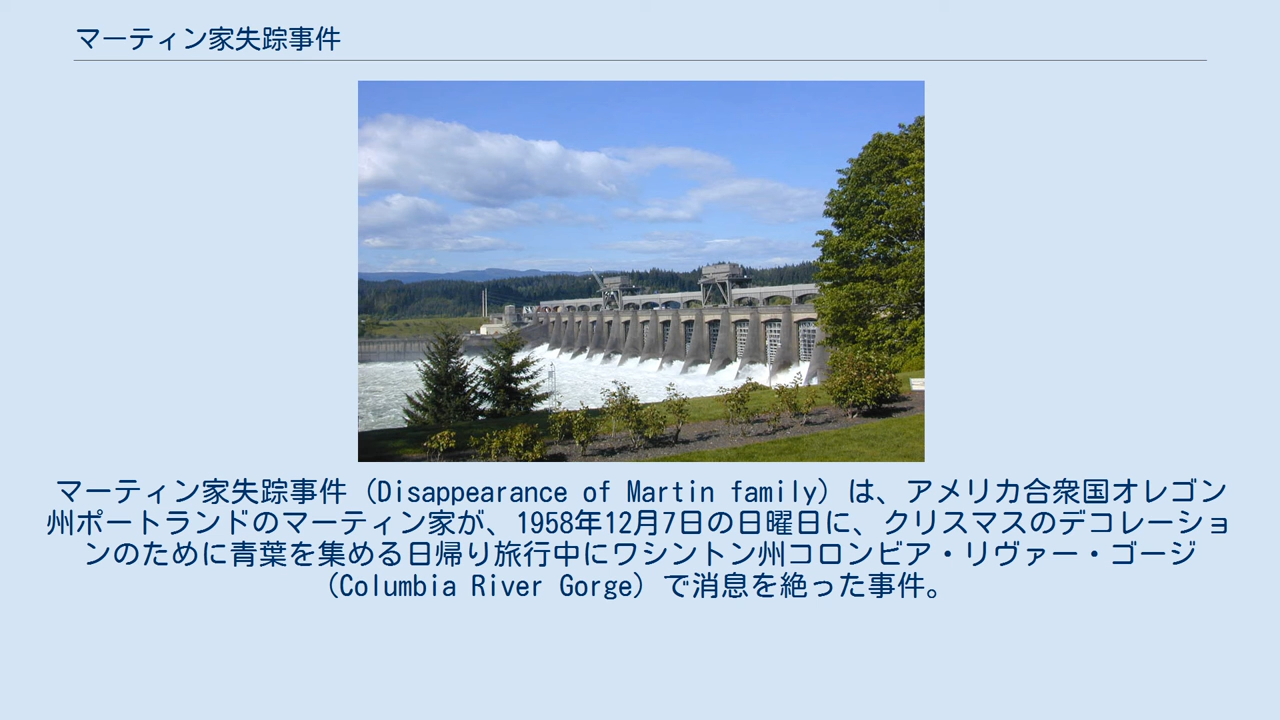 マーティン家失踪事件
マーティン家失踪事件（Disappearance of Martin family）は、アメリカ合衆国オレゴン
州ポートランドのマーティン家が、1958年12月7日の日曜日に、クリスマスのデコレーショ
ンのために青葉を集める日帰り旅行中にワシントン州コロンビア・リヴァー・ゴージ
（Columbia River Gorge）で消息を絶った事件。